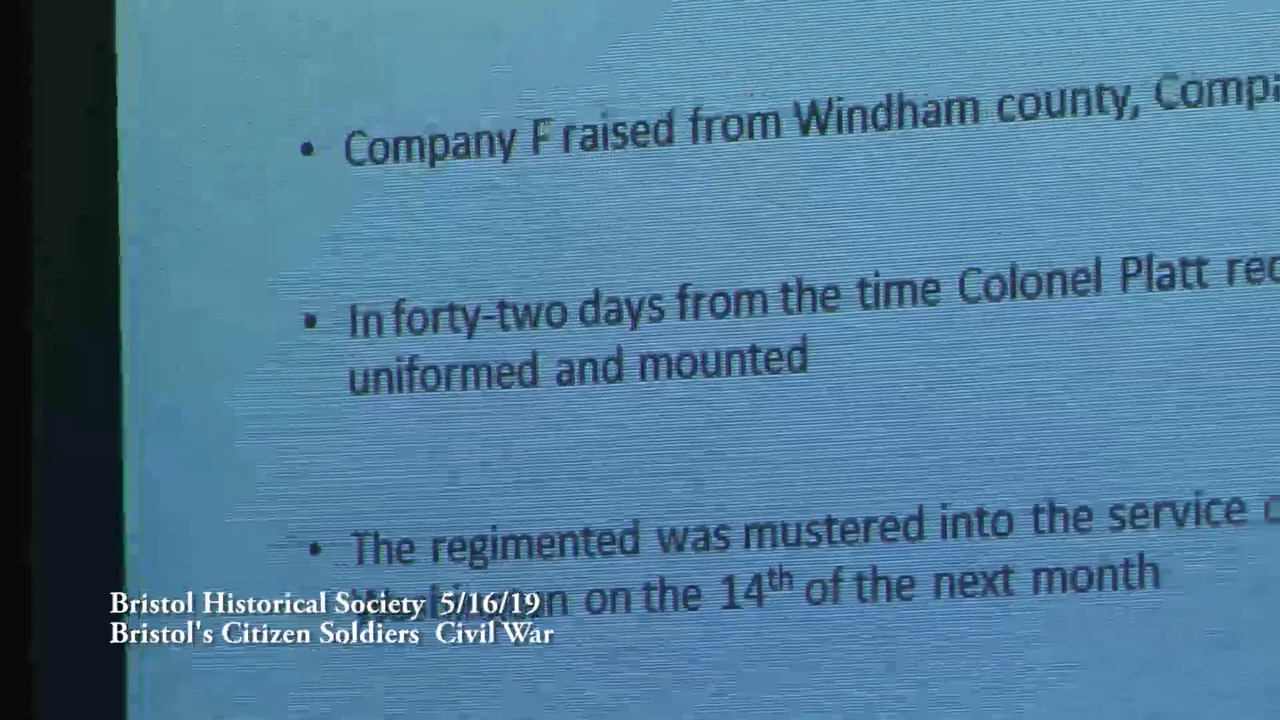 • Company F raised from Windham county, Compa
• In forty-two days from the time Colonel Platt rec
uniformed and mounted
• The regimented was mustered into the service
on the 14th of the next month
Bristol Historical Society 5/16/19
Bristol's Citizen Soldiers Civil War